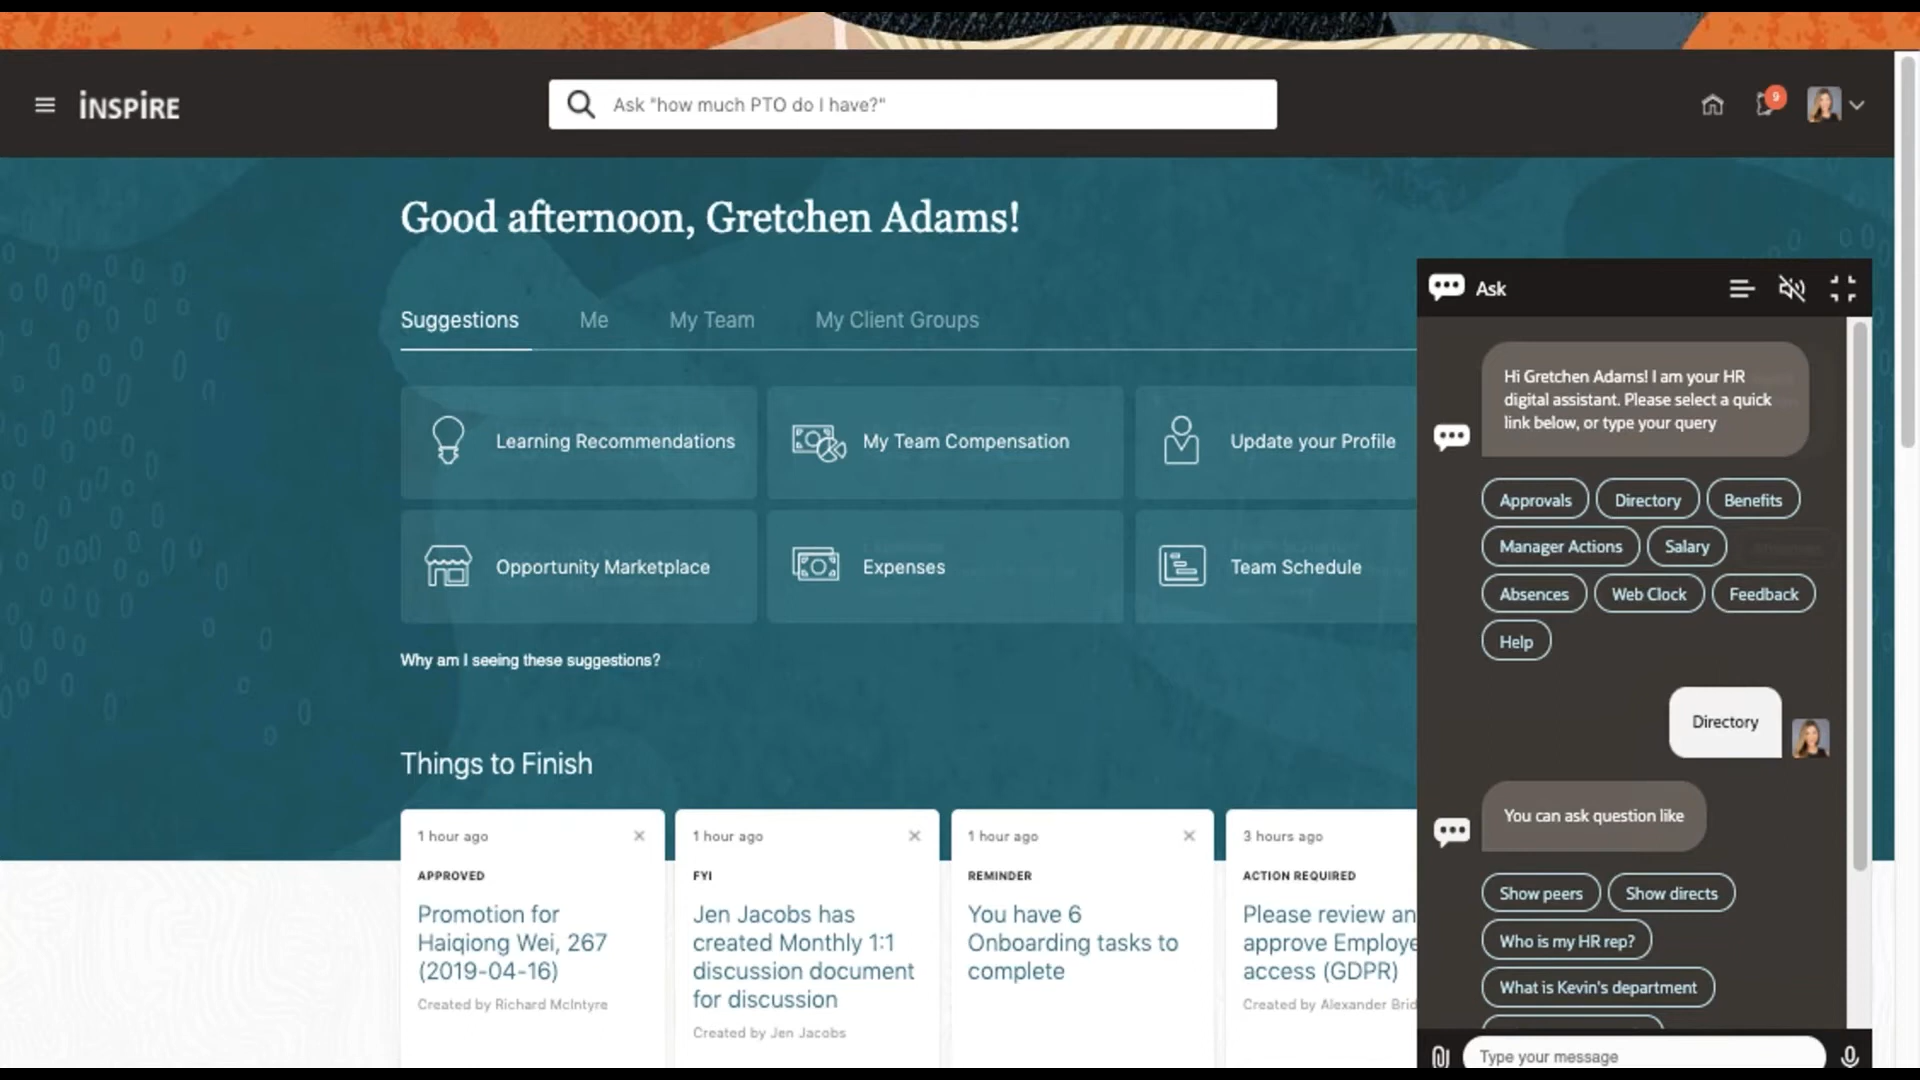 iNSPiRE
Ask "how much PTO do I have?"
9
Good afternoon, Gretchen Adams!
Suggestions
Me
My Team
My Client Groups
Learning Recommendations
My Team Compensation
Update your Profile
Opportunity Marketplace
Expenses
Team Schedule
Why am I seeing these suggestions?
Things to Finish
1 hour ago
APPROVED
Promotion for
Haiqiong Wei, 267
(2019-04-16)
Created by Richard McIntyre
1 hour ago
FYI
Jen Jacobs has
created Monthly 1:1
discussion document
for discussion
Created by Jen Jacobs
1 hour ago
REMINDER
You have 6
Onboarding tasks to
complete
3 hours ago
ACTION REQUIRED
Please review an
approve Employe
access (GDPR)
Created by Alexander Brid
Ask
Hi Gretchen Adams! I am your HR
digital assistant. Please select a quick
link below, or type your query
Approvals
Directory
Benefits
Manager Actions
Salary
Absences
Web Clock
Feedback
Help
Directory
You can ask question like
Show peers
Show directs
Who is my HR rep?
What is Kevin's department
Type your message